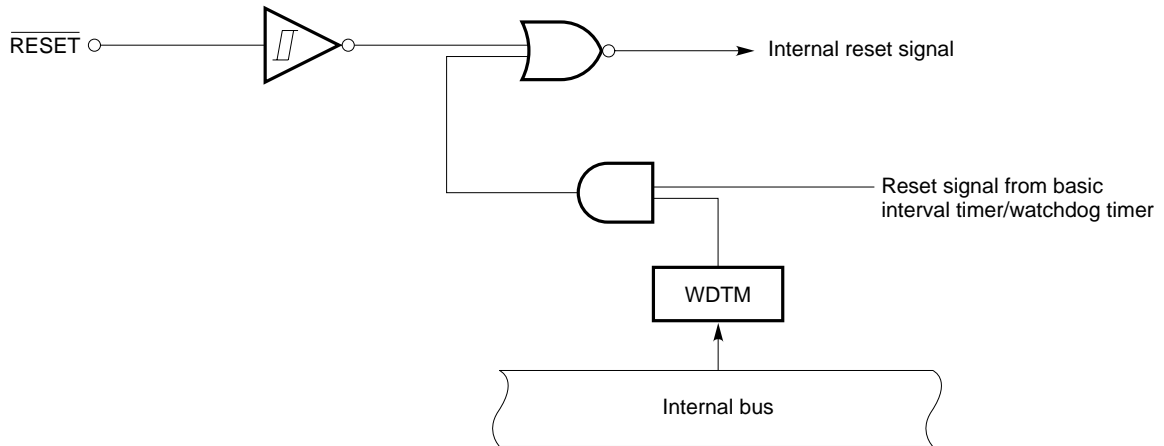 RESET
Internal reset signal
Reset signal from basic
interval timer/watchdog timer
WDTM
Internal bus